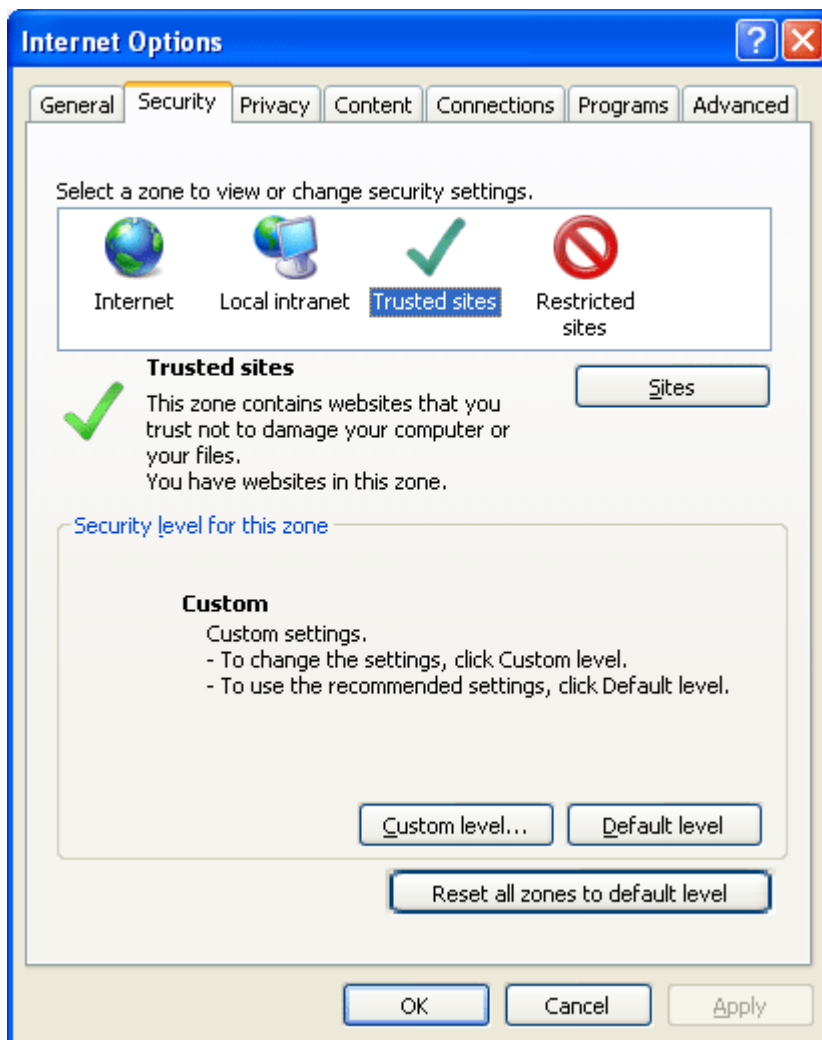 Internet Options
General Security Privacy Content Connections Programs Advanced
Select a zone to view or change security settings.
Internet Local intranet Trusted sites Restricted
sites
Trusted sites
Sites
This zone contains websites that you
trust not to damage your computer or
your files.
You have websites in this zone.
Security level for this zone
Custom
Custom settings.
- To change the settings, click Custom level.
- To use the recommended settings, click Default level.
Custom level... Default level
Reset all zones to default level
OK Cancel Apply